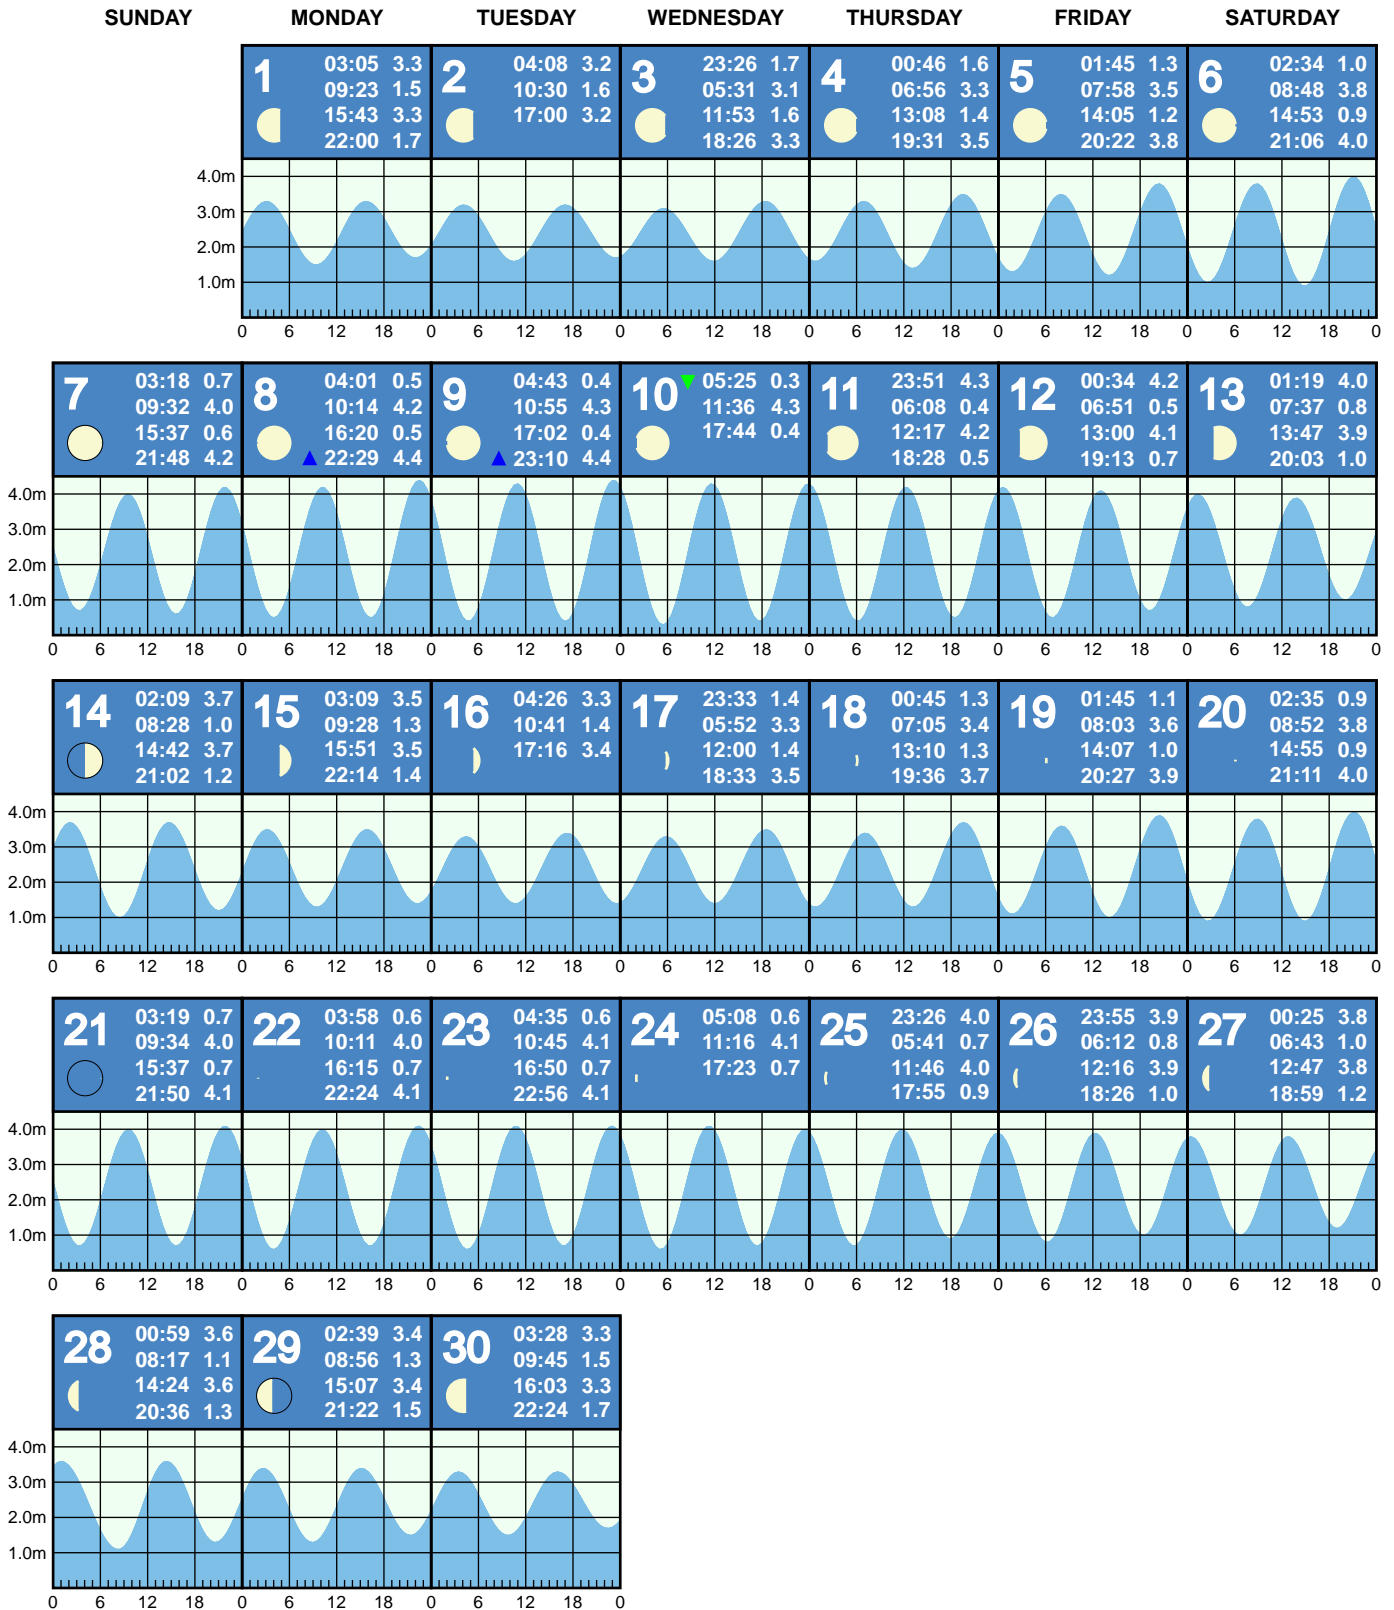 SUNDAY MONDAY TUESDAY WEDNESDAY THURSDAY FRIDAY SATURDAY
1 03:05 3.3
09:23 1.5
15:43 3.3
22:00 1.7
2 04:08 3.2
10:30 1.6
17:00 3.2
3 23:26 1.7
05:31 3.1
11:53 1.6
18:26 3.3
4 00:46 1.6
06:56 3.3
13:08 1.4
19:31 3.5
5 01:45 1.3
07:58 3.5
14:05 1.2
20:22 3.8
6 02:34 1.0
08:48 3.8
14:53 0.9
21:06 4.0
4.0m
3.0m
2.0m
1.0m
0 6 12 18 0 6 12 18 0 6 12 18 0 6 12 18 0 6 12 18 0 6 12 18 0
7 03:18 0.7
09:32 4.0
15:37 0.6
21:48 4.2
8 04:01 0.5
10:14 4.2
16:20 0.5
22:29 4.4
9 04:43 0.4
10:55 4.3
17:02 0.4
23:10 4.4
10 05:25 0.3
11:36 4.3
17:44 0.4
11 23:51 4.3
06:08 0.4
12:17 4.2
18:28 0.5
12 00:34 4.2
06:51 0.5
13:00 4.1
19:13 0.7
13 01:19 4.0
07:37 0.8
13:47 3.9
20:03 1.0
4.0m
3.0m
2.0m
1.0m
0 6 12 18 0 6 12 18 0 6 12 18 0 6 12 18 0 6 12 18 0 6 12 18 0 6 12 18 0
14 02:09 3.7
08:28 1.0
14:42 3.7
21:02 1.2
15 03:09 3.5
09:28 1.3
15:51 3.5
22:14 1.4
16 04:26 3.3
10:41 1.4
17:16 3.4
17 23:33 1.4
05:52 3.3
12:00 1.4
18:33 3.5
18 00:45 1.3
07:05 3.4
13:10 1.3
19:36 3.7
19 01:45 1.1
08:03 3.6
14:07 1.0
20:27 3.9
20 02:35 0.9
08:52 3.8
14:55 0.9
21:11 4.0
4.0m
3.0m
2.0m
1.0m
0 6 12 18 0 6 12 18 0 6 12 18 0 6 12 18 0 6 12 18 0 6 12 18 0 6 12 18 0
21 03:19 0.7
09:34 4.0
15:37 0.7
21:50 4.1
22 03:58 0.6
10:11 4.0
16:15 0.7
22:24 4.1
23 04:35 0.6
10:45 4.1
16:50 0.7
22:56 4.1
24 05:08 0.6
11:16 4.1
17:23 0.7
25 23:26 4.0
05:41 0.7
11:46 4.0
17:55 0.9
26 23:55 3.9
06:12 0.8
12:16 3.9
18:26 1.0
27 00:25 3.8
06:43 1.0
12:47 3.8
18:59 1.2
4.0m
3.0m
2.0m
1.0m
0 6 12 18 0 6 12 18 0 6 12 18 0 6 12 18 0 6 12 18 0 6 12 18 0 6 12 18 0
28 00:59 3.6
08:17 1.1
14:24 3.6
20:36 1.3
29 02:39 3.4
08:56 1.3
15:07 3.4
21:22 1.5
30 03:28 3.3
09:45 1.5
16:03 3.3
22:24 1.7
4.0m
3.0m
2.0m
1.0m
0 6 12 18 0 6 12 18 0 6 12 18 0